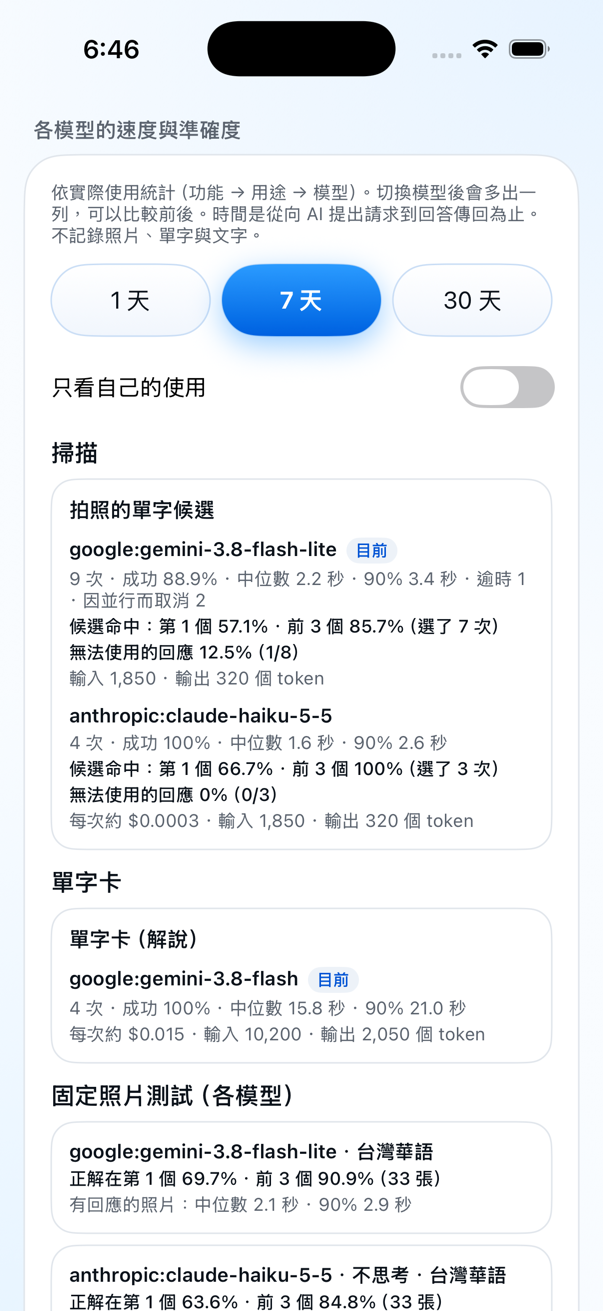 6:46
各模型的速度與準確度
依實際使用統計（功能 → 用途 → 模型）。切換模型後會多出一
列，可以比較前後。時間是從向 AI 提出請求到回答傳回為止。
不記錄照片、單字與文字。
1 天
7 天
30 天
只看自己的使用
掃描
拍照的單字候選
google:gemini-3.8-flash-lite 目前
9 次 · 成功 88.9% · 中位數 2.2 秒 · 90% 3.4 秒 · 逾時 1
· 因並行而取消 2
候選命中：第 1 個 57.1% · 前 3 個 85.7%（選了 7 次）
無法使用的回應 12.5% (1/8)
輸入 1,850 · 輸出 320 個 token
anthropic:claude-haiku-5-5
4 次 · 成功 100% · 中位數 1.6 秒 · 90% 2.6 秒
候選命中：第 1 個 66.7% · 前 3 個 100%（選了 3 次）
無法使用的回應 0% (0/3)
每次約 $0.0003 · 輸入 1,850 · 輸出 320 個 token
單字卡
單字卡（解說）
google:gemini-3.8-flash 目前
4 次 · 成功 100% · 中位數 15.8 秒 · 90% 21.0 秒
每次約 $0.015 · 輸入 10,200 · 輸出 2,050 個 token
固定照片測試（各模型）
google:gemini-3.8-flash-lite · 台灣華語
正解在第 1 個 69.7% · 前 3 個 90.9%（33 張）
有回應的照片：中位數 2.1 秒 · 90% 2.9 秒
anthropic:claude-haiku-5-5 · 不思考 · 台灣華語
正解在第 1 個 63.6% · 前 3 個 84.8%（33 張）